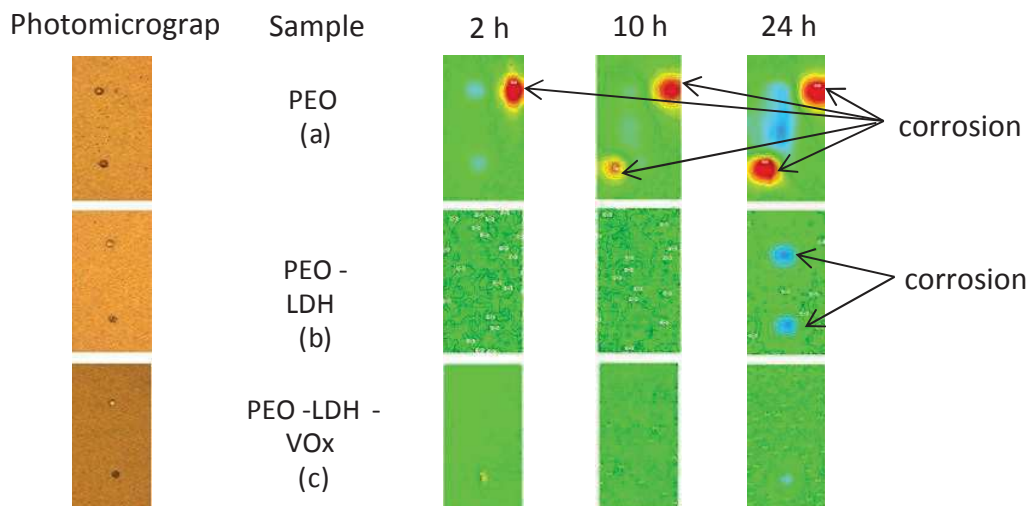 Photomicrograp Sample 2 h 10 h 24 h
PEO
(a)
corrosion
PEO -
LDH
(b)
corrosion
PEO -LDH -
VOx
(c)